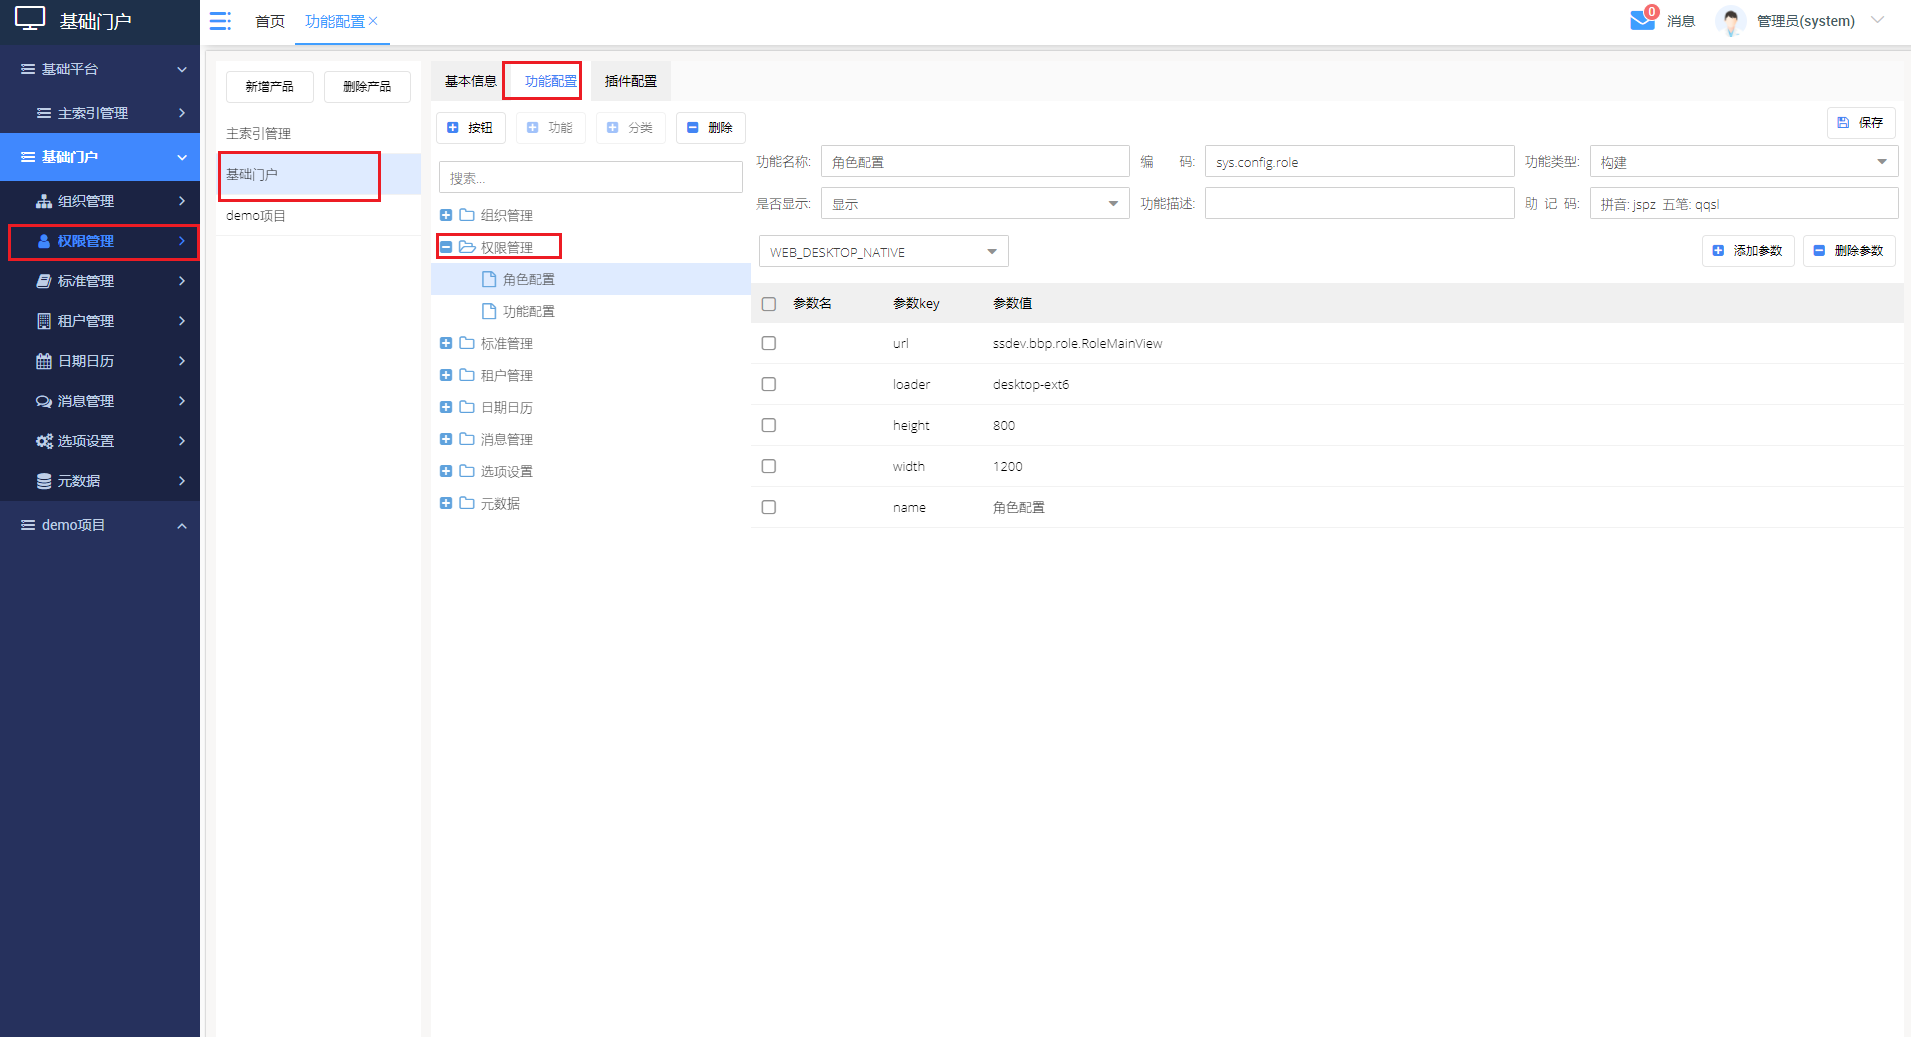 基础门户
首页
功能配置
0
消息
管理员(system)
基础平台
主索引管理
基础门户
组织管理
权限管理
标准管理
租户管理
日期日历
消息管理
选项设置
元数据
demo项目
新增产品
删除产品
主索引管理
基础门户
demo项目
基本信息
功能配置
插件配置
按钮
功能
分类
删除
保存
搜索...
组织管理
权限管理
角色配置
功能配置
标准管理
租户管理
日期日历
消息管理
选项设置
元数据
功能名称: 角色配置 编 码: sys.config.role 功能类型: 构建
是否显示: 显示 功能描述: 助 记 码: 拼音: jspz 五笔: qqsl
WEB_DESKTOP_NATIVE 添加参数 删除参数
参数名 参数key 参数值
url ssdev.bbp.role.RoleMainView
loader desktop-ext6
height 800
width 1200
name 角色配置